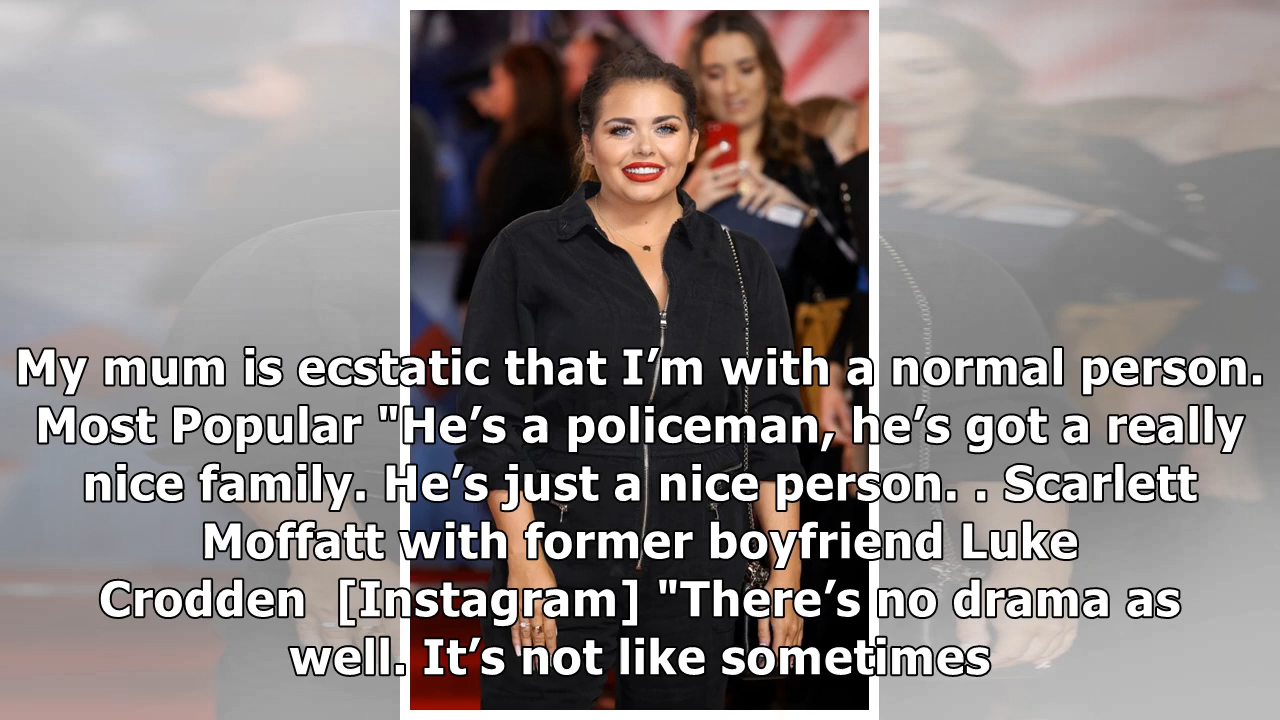 My mum is ecstatic that I’m with a normal person.
Most Popular "He’s a policeman, he’s got a really
nice family. He’s just a nice person. . Scarlett
Moffatt with former boyfriend Luke
Crodden  [Instagram] "There’s no drama as
well. It’s not like sometimes